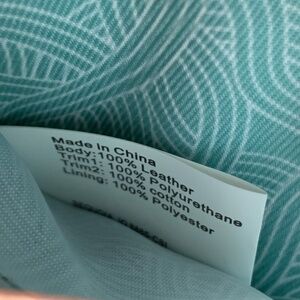 Made In China
Body:100% Leather
Trim1: 100% Polyurethane
Trim2: 100% cotton
Lining: 100% Polyester